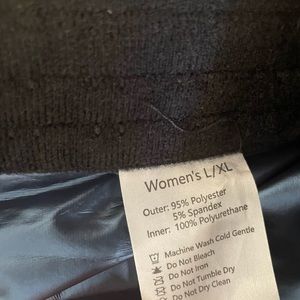 Women's L/XL
Outer: 95% Polyester
5% Spandex
Inner: 100% Polyurethane
Machine Wash Cold Gentle
Do Not Bleach
Do Not Iron
Do Not Tumble Dry
Do Not Dry Clean